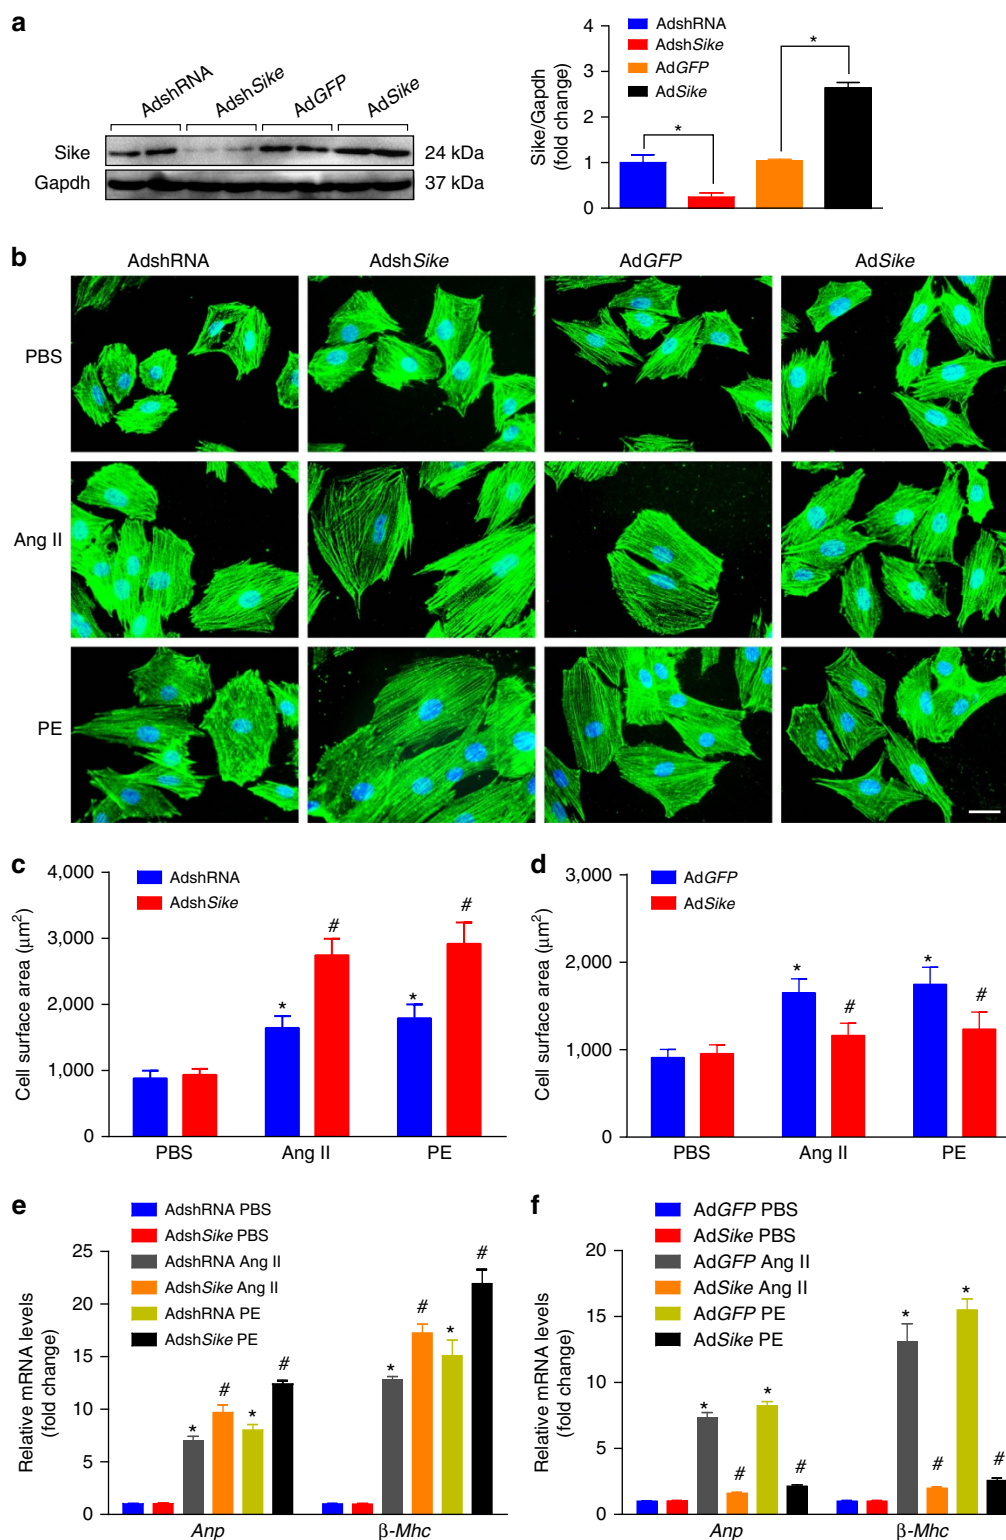 a
AdshRNA
AdshSike
AdGFP
AdSike
Sike
24 kDa
Gapdh
37 kDa
Sike/Gapdh
(fold change)
4
3
2
1
0
AdshRNA
AdshSike
AdGFP
AdSike
*
*
b
AdshRNA
AdshSike
AdGFP
AdSike
PBS
Ang II
PE
c
Cell surface area (μm²)
4,000
3,000
2,000
1,000
0
AdshRNA
AdshSike
*
#
*
#
PBS
Ang II
PE
d
Cell surface area (μm²)
3,000
2,000
1,000
0
AdGFP
AdSike
*
#
*
#
PBS
Ang II
PE
e
Relative mRNA levels
(fold change)
25
20
15
10
5
0
AdshRNA PBS
AdshSike PBS
AdshRNA Ang II
AdshSike Ang II
AdshRNA PE
AdshSike PE
*
#
*
#
*
#
*
#
Anp
β-Mhc
f
Relative mRNA levels
(fold change)
20
15
10
5
0
AdGFP PBS
AdSike PBS
AdGFP Ang II
AdSike Ang II
AdGFP PE
AdSike PE
*
#
*
#
*
#
*
#
Anp
β-Mhc